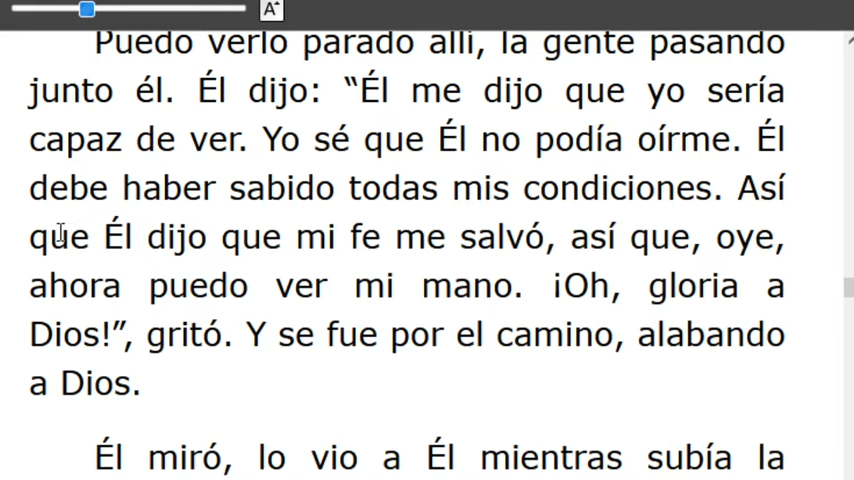 A
Puedo verlo parado allí, la gente pasando
junto él. Él dijo: “Él me dijo que yo sería
capaz de ver. Yo sé que Él no podía oírme. Él
debe haber sabido todas mis condiciones. Así
que Él dijo que mi fe me salvó, así que, oye,
ahora puedo ver mi mano. ¡Oh, gloria a
Dios!”, gritó. Y se fue por el camino, alabando
a Dios.
Él miró, lo vio a Él mientras subía la